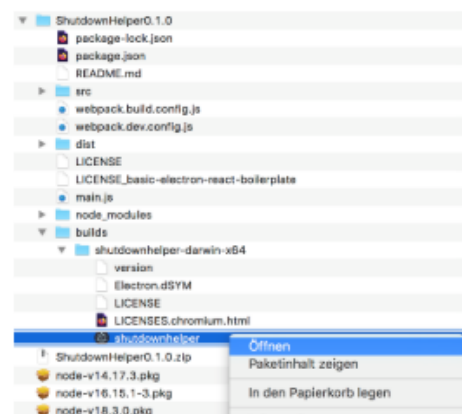 ShutdownHelper0.1.0
package-lock.json
package.json
README.md
src
webpack.build.config.js
webpack.dev.config.js
dist
LICENSE
LICENSE_basic-electron-react-boilerplate
main.js
node_modules
builds
shutdownhelper-darwin-x64
version
Electron.dSYM
LICENSE
LICENSES.chromium.html
shutdownhelper
Öffnen
ShutdownHelper0.1.0.zip
Paketinhalt zeigen
node-v14.17.3.pkg
node-v16.15.1-3.pkg
In den Papierkorb legen
node-v18.3.0.pkg